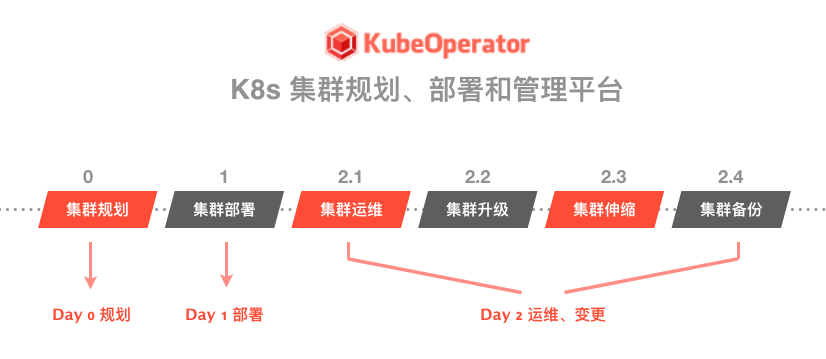 KubeOperator
K8s 集群规划、部署和管理平台
0 1 2.1 2.2 2.3 2.4
集群规划 集群部署 集群运维 集群升级 集群伸缩 集群备份
Day 0 规划 Day 1 部署 Day 2 运维、变更